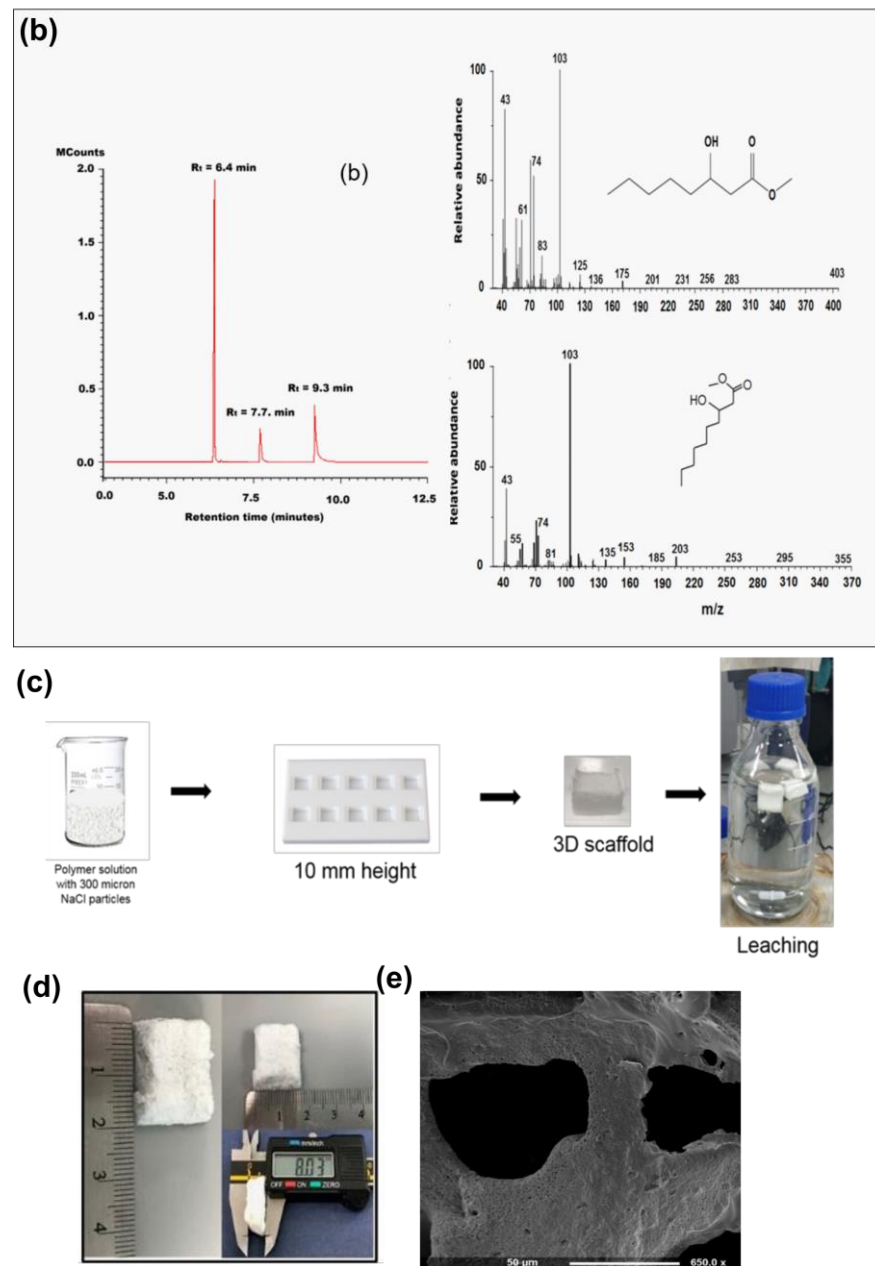 (b)
MCounts
2.0
1.5
1.0
0.5
0.0
Rt = 6.4 min
Rt = 7.7. min
Rt = 9.3 min
(b)
0.0
5.0
7.5
10.0
12.5
Retention time (minutes)
Relative abundance
100
50
0
43
61
74
83
103
125
136
175
201
231
256
283
403
OH
O
O
40 70 100 130 160 190 220 250 280 310 340 370 400
Relative abundance
100
50
0
43
55
74
81
103
135
153
185
203
253
295
355
O
O
HO
40 70 100 130 160 190 220 250 280 310 340 370
m/z
(c)
Polymer solution
with 300 micron
NaCl particles
10 mm height
3D scaffold
Leaching
(d)
1
2
3
4
1 2 3 4
mm/inch
8.03
OFF ON ZERO
(e)
50 µm
650.0 x